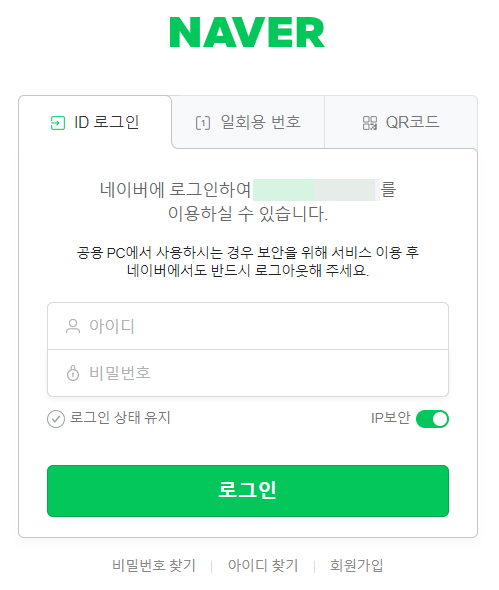 NAVER
ID 로그인
일회용 번호
QR코드
네이버에 로그인하여 를
이용하실 수 있습니다.
공용 PC에서 사용하시는 경우 보안을 위해 서비스 이용 후
네이버에서도 반드시 로그아웃해 주세요.
아이디
비밀번호
로그인 상태 유지
IP보안
로그인
비밀번호 찾기 | 아이디 찾기 | 회원가입